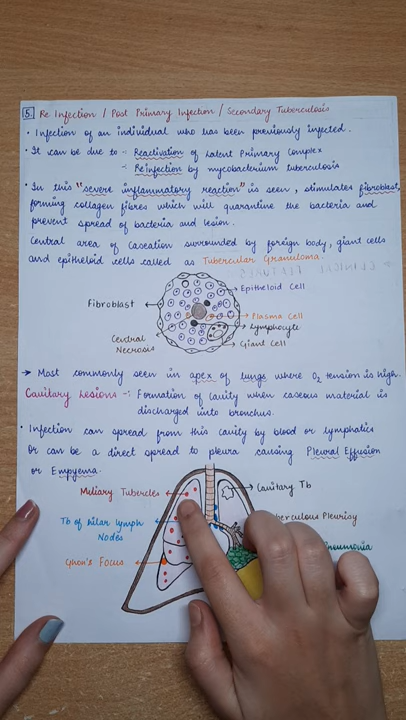 5. Re Infection / Post Primary Infection / Secondary Tuberculosis
• Infection of an individual who has been previously infected.
• It can be due to -: Reactivation of Latent Primary Complex
-: ReInfection by mycobacterium tuberculosis
• In this "severe inflammatory reaction" is seen, stimulates fibroblast,
forming collagen fibres which will quarantine the bacteria and
prevent spread of bacteria and lesion.
Central area of Caseation surrounded by foreign body, giant cells
and epitheloid cells called as Tubercular Granuloma.
Epitheloid Cell
Fibroblast
Plasma Cell
Lymphocyte
Central
Necrosis
Giant Cell
→ Most commonly seen in apex of lungs where O2 tension is high.
Cavitary Lesions -: Formation of cavity when caseous material is
discharged into bronchus.
• Infection can spread from this cavity by blood or lymphatics
Or can be a direct spread to pleura causing Pleural Effusion
or Empyema.
Miliary Tubercles
Cavitary Tb
Tb of hilar lymph
Nodes
Pleurisy
Ghon's Focus